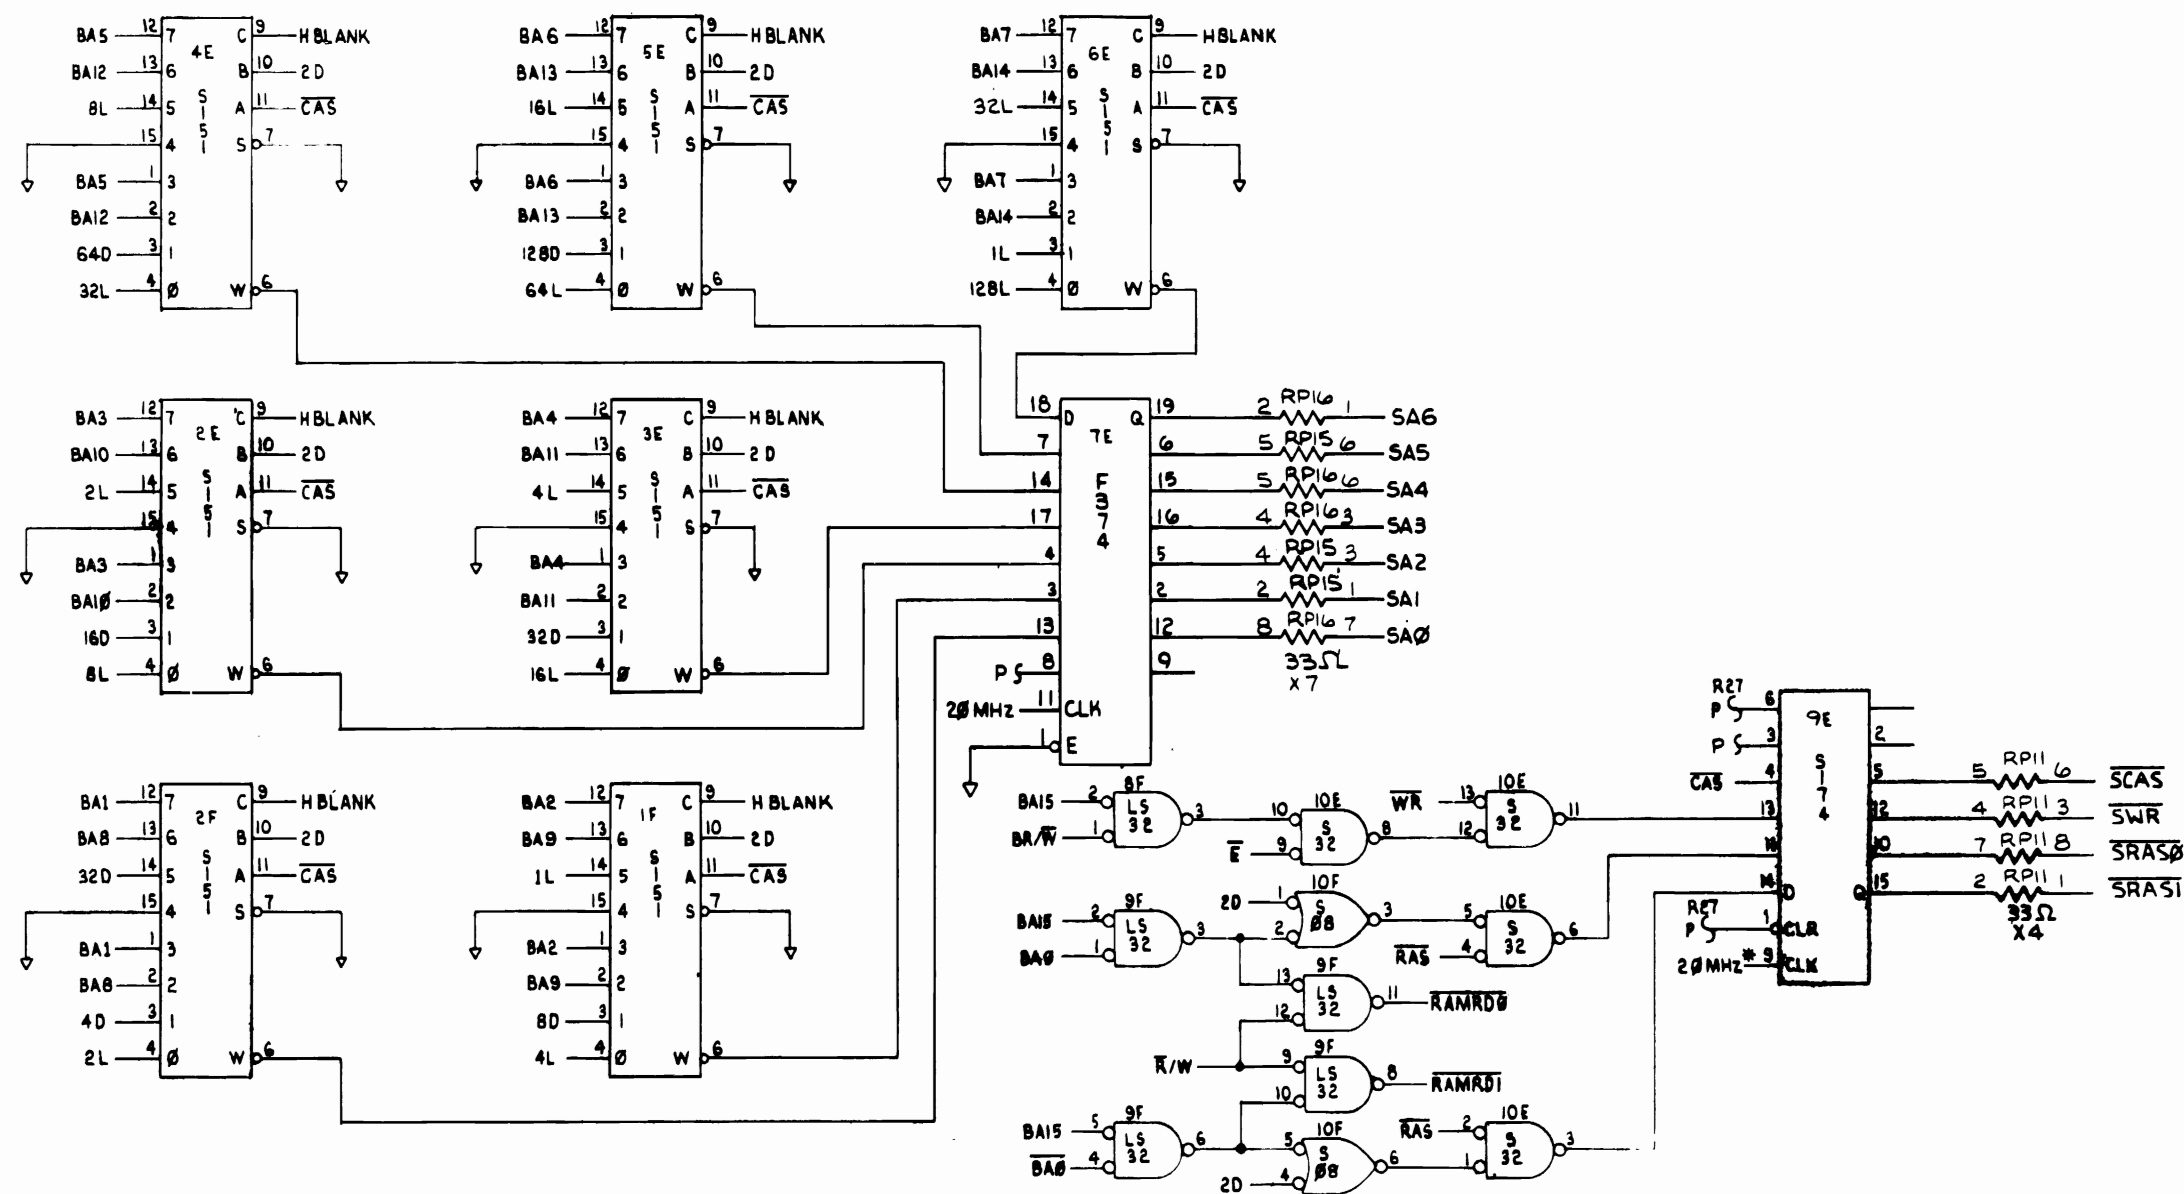 BA5 12 7 C 9 HBLANK
BA12 13 6 4E B 10 2D
8L 14 5 A 11 CAS
15 4 S151 S 7
BA5 1 3
BA12 2 2
64D 3 1
32L 4 Ø W 6
BA6 12 7 C 9 HBLANK
BA13 13 6 5E B 10 2D
16L 14 5 A 11 CAS
15 4 S151 S 7
BA6 1 3
BA13 2 2
128D 3 1
64L 4 Ø W 6
BA7 12 7 C 9 HBLANK
BA14 13 6 6E B 10 2D
32L 14 5 A 11 CAS
15 4 S151 S 7
BA7 1 3
BA14 2 2
1L 3 1
128L 4 Ø W 6
BA3 12 7 C 9 HBLANK
BA10 13 6 2E B 10 2D
2L 14 5 A 11 CAS
15 4 S151 S 7
BA3 1 3
BA1Ø 2 2
16D 3 1
8L 4 Ø W 6
BA4 12 7 C 9 HBLANK
BA11 13 6 3E B 10 2D
4L 14 5 A 11 CAS
15 4 S151 S 7
BA4 1 3
BA11 2 2
32D 3 1
16L 4 Ø W 6
18 D 7E Q 19 2 RP16 1 SA6
7 6 5 RP15 6 SA5
14 F374 15 5 RP16 6 SA4
17 16 4 RP16 3 SA3
4 5 4 RP15 3 SA2
3 2 2 RP15 1 SA1
13 12 8 RP16 7 SAØ
P 8 9 33Ω
X7
2ØMHz 11 CLK
1 E
BA1 12 7 C 9 HBLANK
BA8 13 6 2F B 10 2D
32D 14 5 A 11 CAS
15 4 S151 S 7
BA1 1 3
BA8 2 2
4D 3 1
2L 4 Ø W 6
BA2 12 7 C 9 HBLANK
BA9 13 6 1F B 10 2D
1L 14 5 A 11 CAS
15 4 S151 S 7
BA2 1 3
BA9 2 2
8D 3 1
4L 4 Ø W 6
8F
BA15 2 LS 32 3
BR/W 1
10E
10 S 32 8
E 9
10E
WR 13 S 32 11
12
9F
BA15 2 LS 32 3
BAØ 1
10F
2D 1 S Ø8 3
2
10E
5 S 32 6
RAS 4
9F
13 LS 32 11 RAMRDØ
12
R/W
9F
9 LS 32 8 RAMRD1
10
9F
BA15 5 LS 32 6
BAØ 4
10F
5 S Ø8 6
2D 4
10E
RAS 2 S 32 3
1
R27
P 6 9E
P 3 2
CAS 4 S174 5 5 RP11 6 SCAS
13 12 4 RP11 3 SWR
10 7 RP11 8 SRASØ
14 D Q 15 2 RP11 1 SRAS1
33Ω
X4
R27
P 1 CLR
2ØMHz* 9 CLK